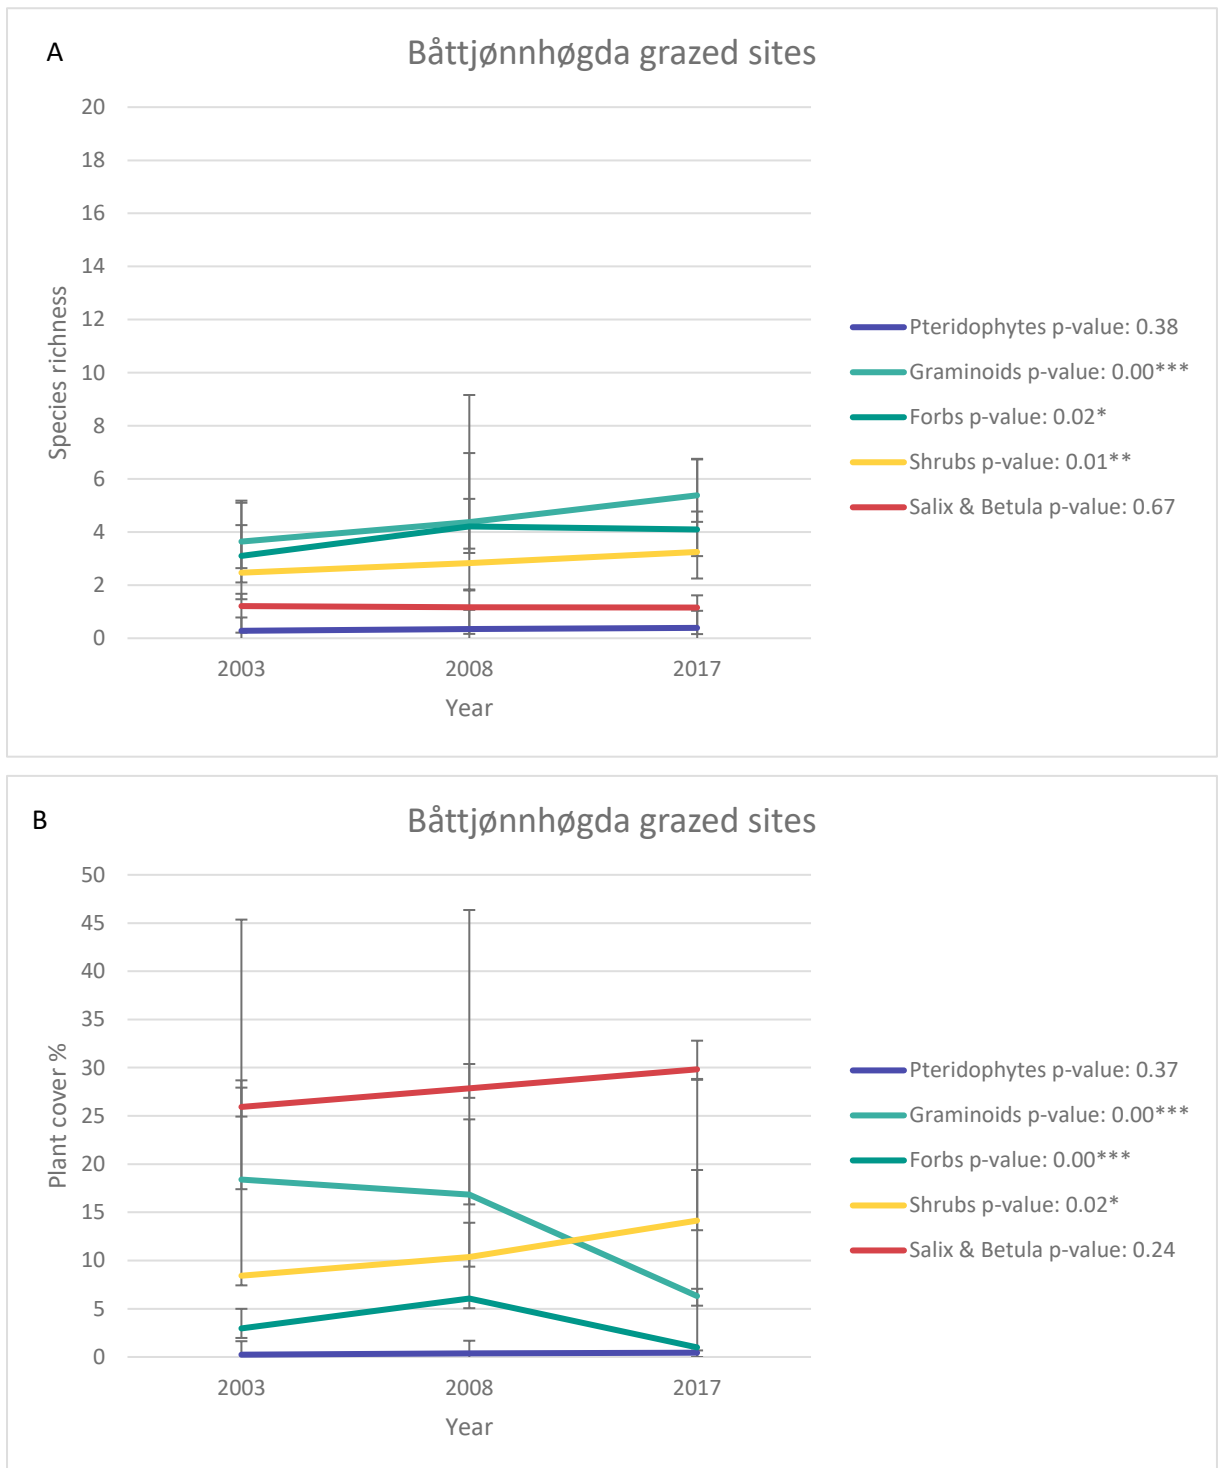 A
Båttjønnhøgda grazed sites
20
18
16
14
12
10
8
6
4
2
0
Species richness
2003 2008 2017
Year
Pteridophytes p-value: 0.38
Graminoids p-value: 0.00***
Forbs p-value: 0.02*
Shrubs p-value: 0.01**
Salix & Betula p-value: 0.67
B
Båttjønnhøgda grazed sites
50
45
40
35
30
25
20
15
10
5
0
Plant cover %
2003 2008 2017
Year
Pteridophytes p-value: 0.37
Graminoids p-value: 0.00***
Forbs p-value: 0.00***
Shrubs p-value: 0.02*
Salix & Betula p-value: 0.24